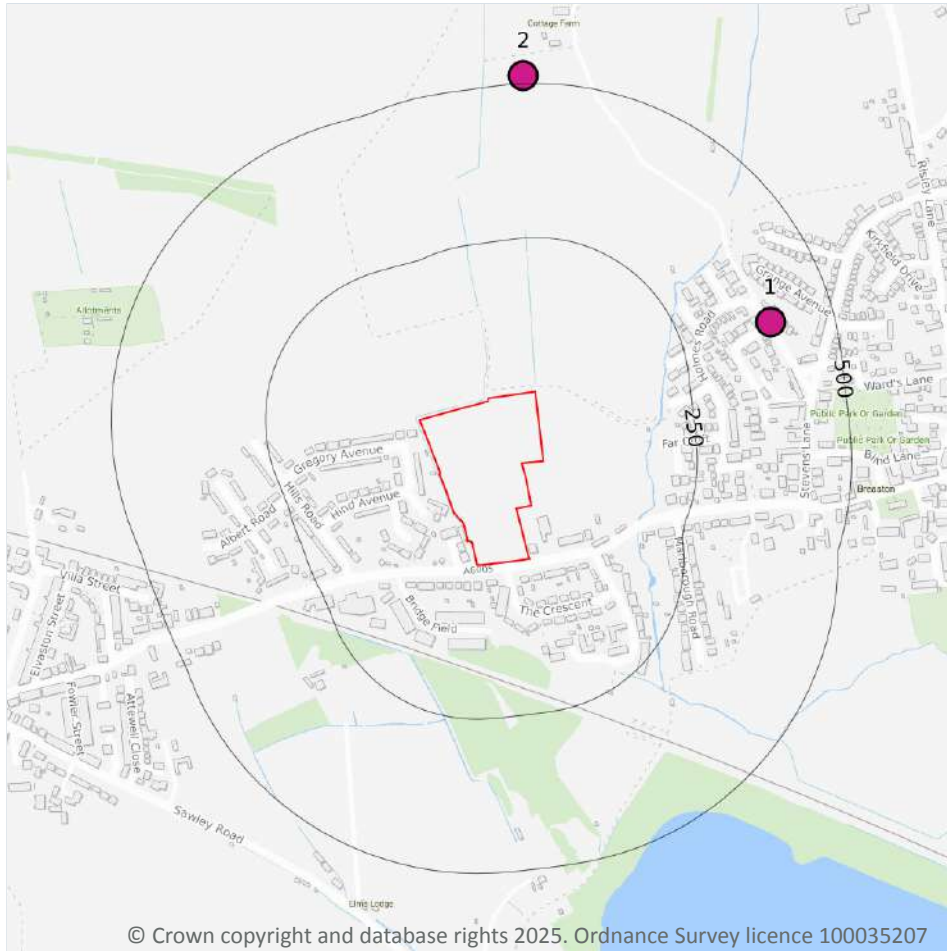 Cottage Farm
2
Risley Lane
Kirkfield Drive
Grange Avenue
1
Allotments
Holmes Road
500
Ward's Lane
250
Public Park Or Garden
Public Park Or Garden
Far
Blind Lane
Stevens Lane
Breaston
Gregory Avenue
Hills Road
Hind Avenue
Albert Road
A6005
Villa Street
The Crescent
Bridge Field
Marlborough Road
Elvaston Street
Fowler Street
Attewell Close
Sawley Road
Elms Lodge
© Crown copyright and database rights 2025. Ordnance Survey licence 100035207